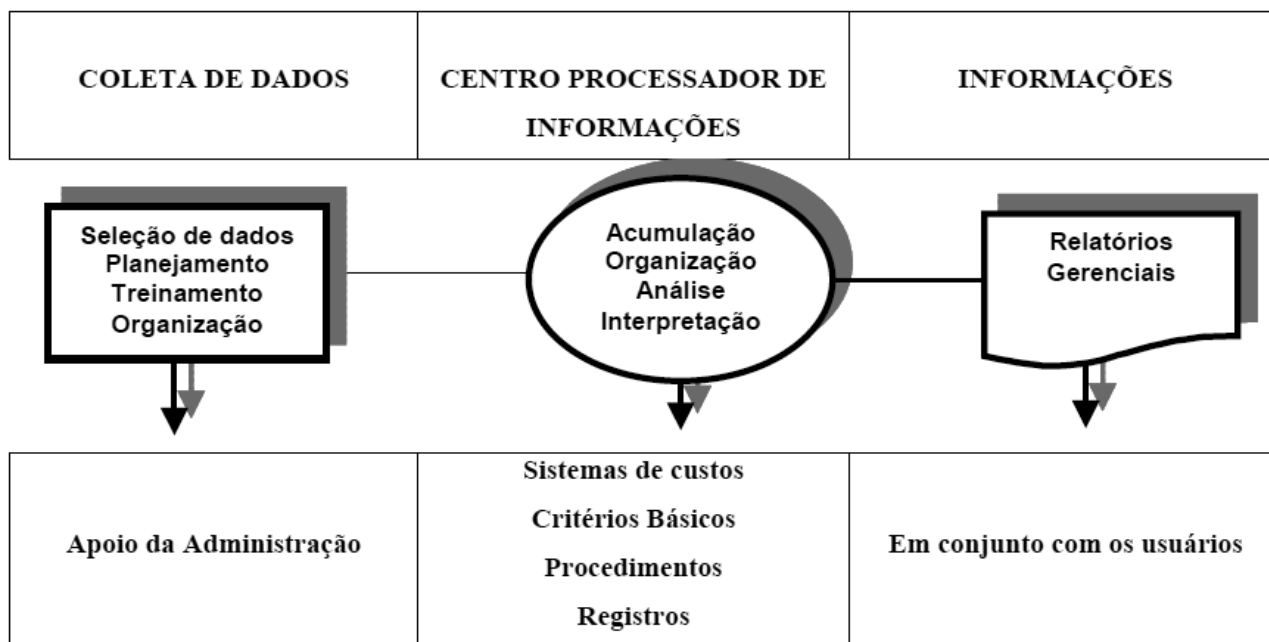 COLETA DE DADOS
CENTRO PROCESSADOR DE
INFORMAÇÕES
INFORMAÇÕES
Seleção de dados
Planejamento
Treinamento
Organização
Acumulação
Organização
Análise
Interpretação
Relatórios
Gerenciais
Apoio da Administração
Sistemas de custos
Critérios Básicos
Procedimentos
Registros
Em conjunto com os usuários